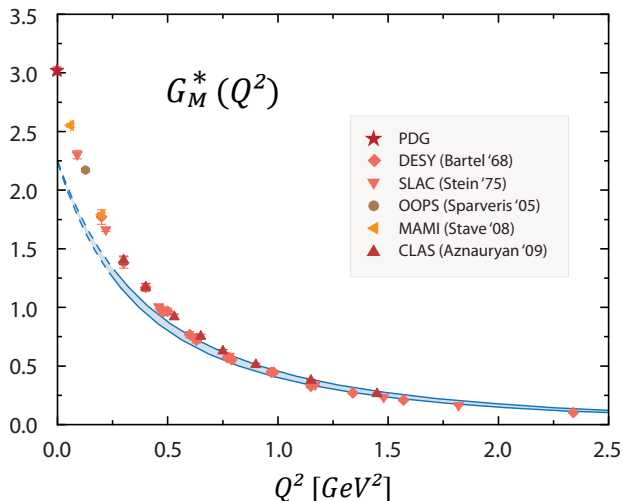 3.5
3.0
2.5
2.0
1.5
1.0
0.5
0.0
G*M (Q²)
PDG
DESY (Bartel '68)
SLAC (Stein '75)
OOPS (Sparveris '05)
MAMI (Stave '08)
CLAS (Aznauryan '09)
0.0 0.5 1.0 1.5 2.0 2.5
Q² [GeV²]